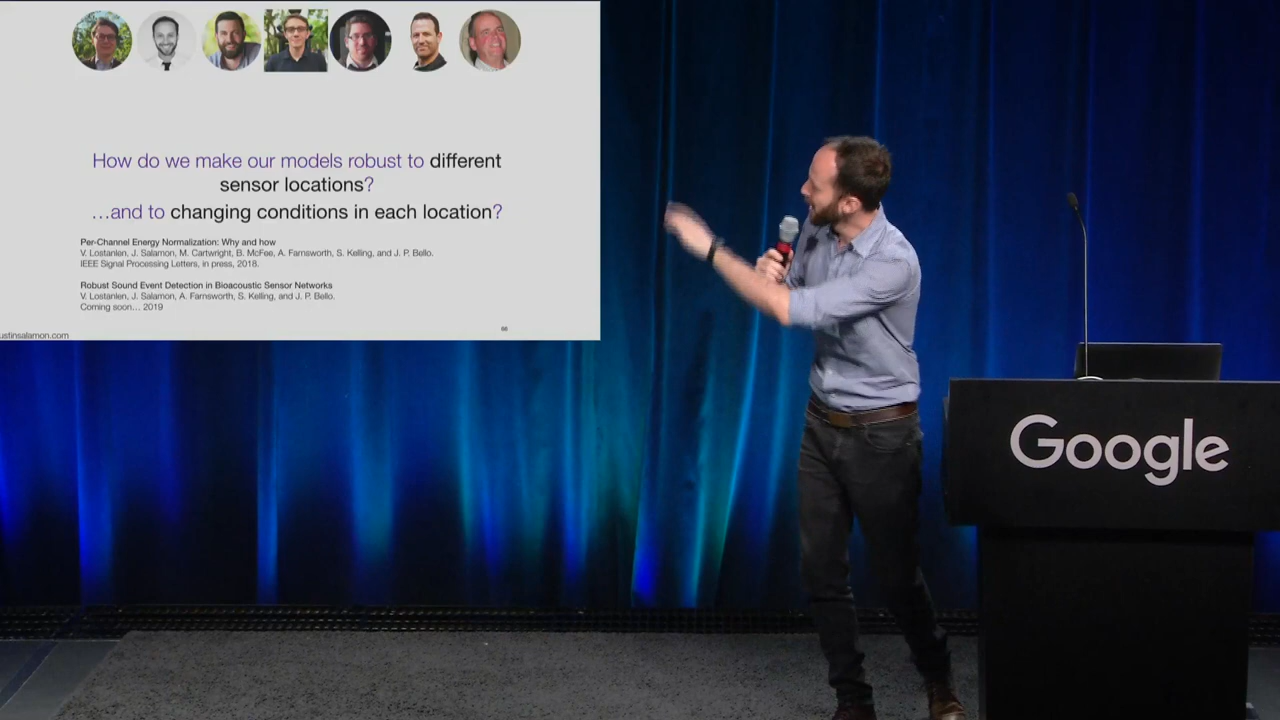 How do we make our models robust to different
sensor locations?
…and to changing conditions in each location?
Per-Channel Energy Normalization: Why and how
V. Lostanlen, J. Salamon, M. Cartwright, B. McFee, A. Farnsworth, S. Kelling, and J. P. Bello.
IEEE Signal Processing Letters, in press, 2018.
Robust Sound Event Detection in Bioacoustic Sensor Networks
V. Lostanlen, J. Salamon, A. Farnsworth, S. Kelling, and J. P. Bello.
Coming soon… 2019
ustinsalamon.com
Google